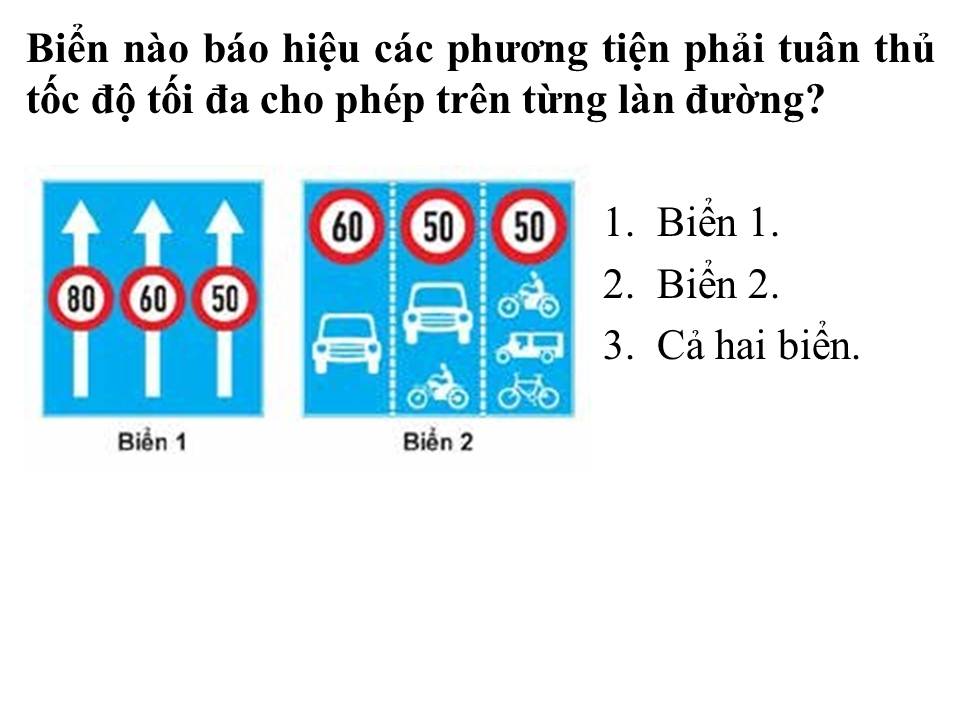 Biển nào báo hiệu các phương tiện phải tuân thủ
tốc độ tối đa cho phép trên từng làn đường?
80 60 50
Biển 1
60 50 50
Biển 2
1. Biển 1.
2. Biển 2.
3. Cả hai biển.